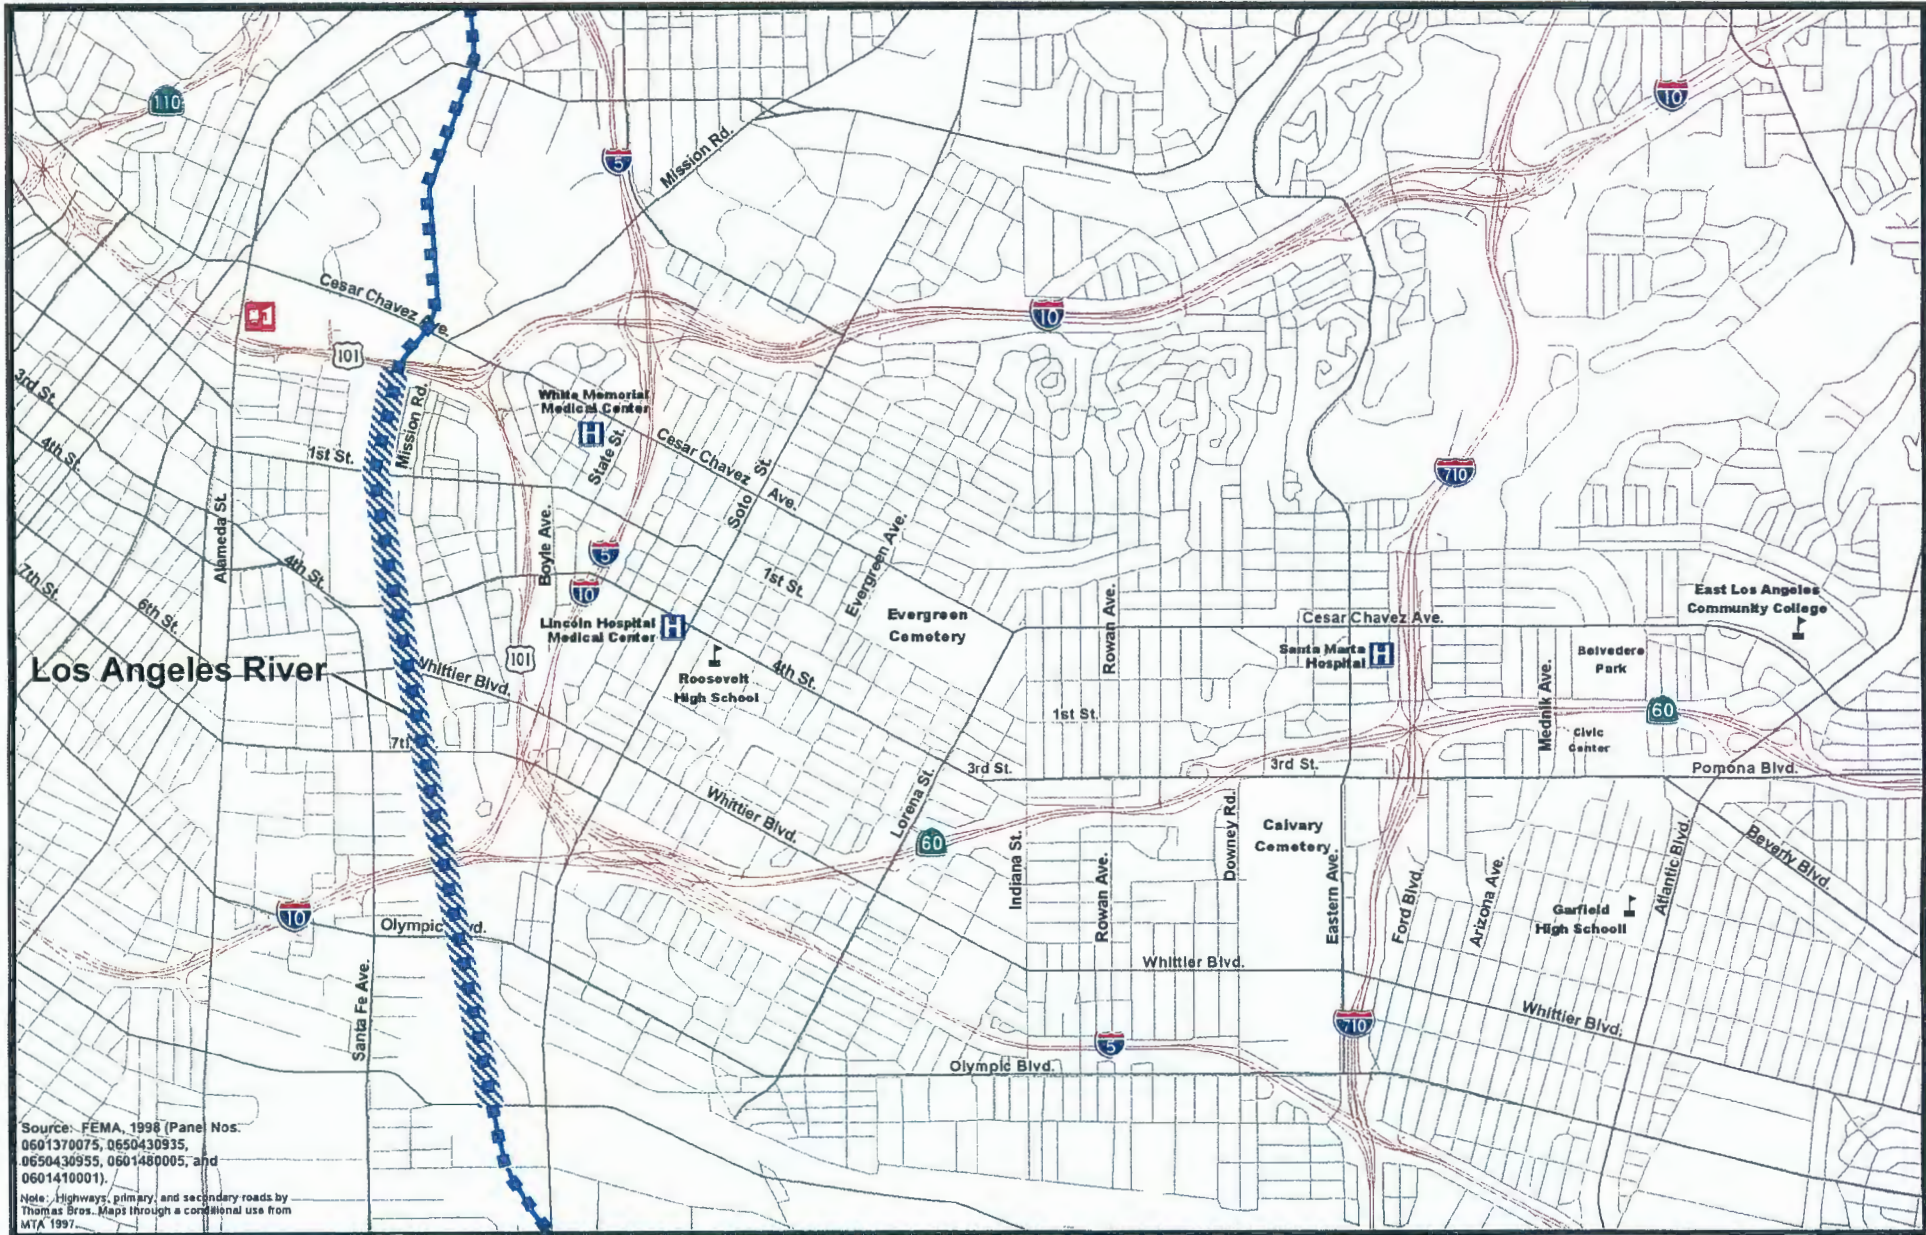 110
10
5
Mission Rd.
Cesar Chavez Ave.
10
101
3rd St.
White Memorial
Medical Center
H
Mission Rd.
4th St.
1st St.
State St.
Cesar Chavez Ave.
Soto St.
710
Alameda St.
Boyle Ave.
5
Evergreen Ave.
4th St.
7th St.
6th St.
10
1st St.
Rowan Ave.
East Los Angeles
Community College
Lincoln Hospital
Medical Center
H
Evergreen
Cemetery
Cesar Chavez Ave.
Santa Marta
Hospital
H
Belvedere
Park
Los Angeles River
Whittier Blvd.
101
Roosevelt
High School
4th St.
1st St.
Mednik Ave.
60
Civic
Center
3rd St.
3rd St.
Pomona Blvd.
Whittier Blvd.
Lorena St.
60
Indiana St.
Rowan Ave.
Downey Rd.
Calvary
Cemetery
Eastern Ave.
Ford Blvd.
Arizona Ave.
Garfield
High Schooll
Atlantic Blvd.
Beverly Blvd.
10
Olympic
vd.
Santa Fe Ave.
Whittier Blvd.
Whittier Blvd.
710
5
Olympic Blvd.
Source: FEMA, 1998 (Panel Nos.
0601370075, 0650430935,
0650430955, 0601480005, and
0601410001).
Note: Highways, primary, and secondary roads by
Thomas Bros. Maps through a conditional use from
MTA 1997.